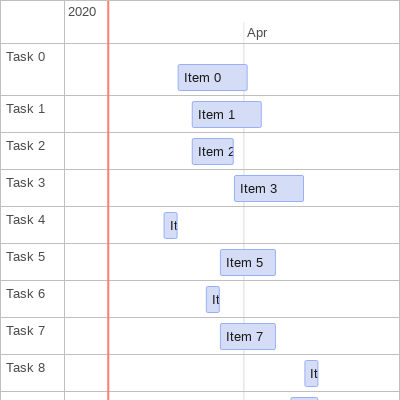 2020
Apr
Task 0
Item 0
Task 1
Item 1
Task 2
Item 2
Task 3
Item 3
Task 4
It
Task 5
Item 5
Task 6
It
Task 7
Item 7
Task 8
It